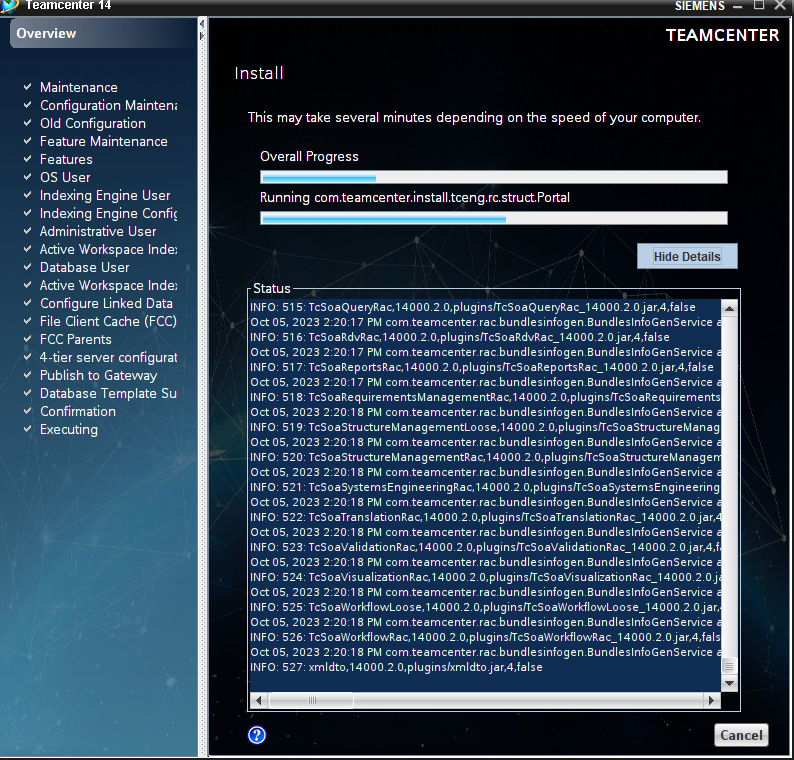 Teamcenter 14
SIEMENS
Overview
TEAMCENTER
Maintenance
Configuration Maintena
Old Configuration
Feature Maintenance
Features
OS User
Indexing Engine User
Indexing Engine Config
Administrative User
Active Workspace Index
Database User
Active Workspace Index
Configure Linked Data
File Client Cache (FCC)
FCC Parents
4-tier server configurat
Publish to Gateway
Database Template Su
Confirmation
Executing
Install
This may take several minutes depending on the speed of your computer.
Overall Progress
Running com.teamcenter.install.tceng.rc.struct.Portal
Hide Details
Status
INFO: 515: TcSoaQueryRac,14000.2.0,plugins/TcSoaQueryRac_14000.2.0.jar,4,false
Oct 05, 2023 2:20:17 PM com.teamcenter.rac.bundlesinfogen.BundlesInfoGenService a
INFO: 516: TcSoaRdvRac,14000.2.0,plugins/TcSoaRdvRac_14000.2.0.jar,4,false
Oct 05, 2023 2:20:17 PM com.teamcenter.rac.bundlesinfogen.BundlesInfoGenService a
INFO: 517: TcSoaReportsRac,14000.2.0,plugins/TcSoaReportsRac_14000.2.0.jar,4,false
Oct 05, 2023 2:20:17 PM com.teamcenter.rac.bundlesinfogen.BundlesInfoGenService a
INFO: 518: TcSoaRequirementsManagementRac,14000.2.0,plugins/TcSoaRequirements
Oct 05, 2023 2:20:18 PM com.teamcenter.rac.bundlesinfogen.BundlesInfoGenService a
INFO: 519: TcSoaStructureManagementLoose,14000.2.0,plugins/TcSoaStructureManag
Oct 05, 2023 2:20:18 PM com.teamcenter.rac.bundlesinfogen.BundlesInfoGenService a
INFO: 520: TcSoaStructureManagementRac,14000.2.0,plugins/TcSoaStructureManagem
Oct 05, 2023 2:20:18 PM com.teamcenter.rac.bundlesinfogen.BundlesInfoGenService a
INFO: 521: TcSoaSystemsEngineeringRac,14000.2.0,plugins/TcSoaSystemsEngineering
Oct 05, 2023 2:20:18 PM com.teamcenter.rac.bundlesinfogen.BundlesInfoGenService a
INFO: 522: TcSoaTranslationRac,14000.2.0,plugins/TcSoaTranslationRac_14000.2.0.jar,4
Oct 05, 2023 2:20:18 PM com.teamcenter.rac.bundlesinfogen.BundlesInfoGenService a
INFO: 523: TcSoaValidationRac,14000.2.0,plugins/TcSoaValidationRac_14000.2.0.jar,4,fa
Oct 05, 2023 2:20:18 PM com.teamcenter.rac.bundlesinfogen.BundlesInfoGenService a
INFO: 524: TcSoaVisualizationRac,14000.2.0,plugins/TcSoaVisualizationRac_14000.2.0.ja
Oct 05, 2023 2:20:18 PM com.teamcenter.rac.bundlesinfogen.BundlesInfoGenService a
INFO: 525: TcSoaWorkflowLoose,14000.2.0,plugins/TcSoaWorkflowLoose_14000.2.0.jar,
Oct 05, 2023 2:20:18 PM com.teamcenter.rac.bundlesinfogen.BundlesInfoGenService a
INFO: 526: TcSoaWorkflowRac,14000.2.0,plugins/TcSoaWorkflowRac_14000.2.0.jar,4,fals
Oct 05, 2023 2:20:18 PM com.teamcenter.rac.bundlesinfogen.BundlesInfoGenService a
INFO: 527: xmldto,14000.2.0,plugins/xmldto.jar,4,false
?
Cancel